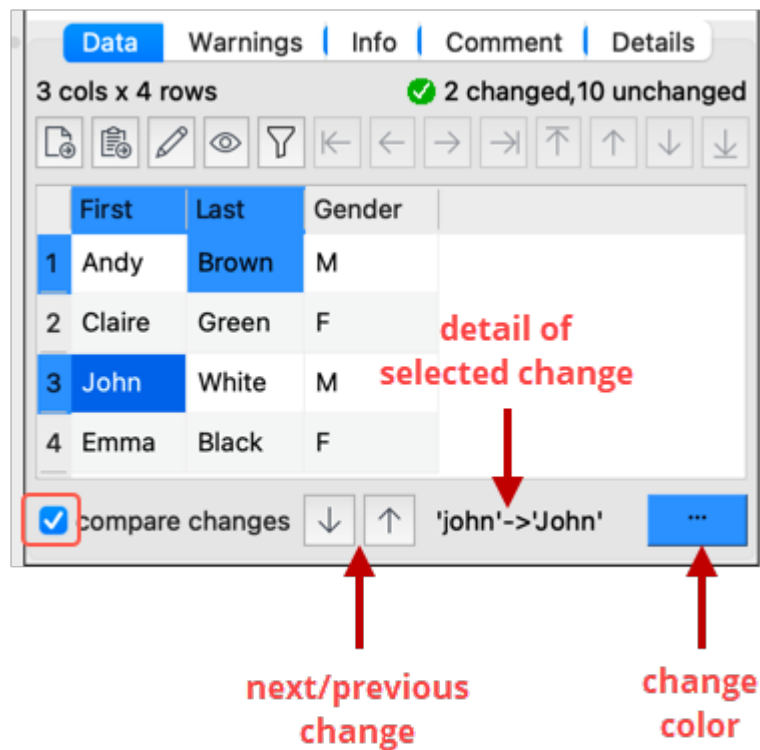 Data Warnings Info Comment Details
3 cols x 4 rows 2 changed,10 unchanged
First Last Gender
1 Andy Brown M
2 Claire Green F
3 John White M
4 Emma Black F
detail of
selected change
compare changes 'john'->'John' ...
next/previous
change
change
color